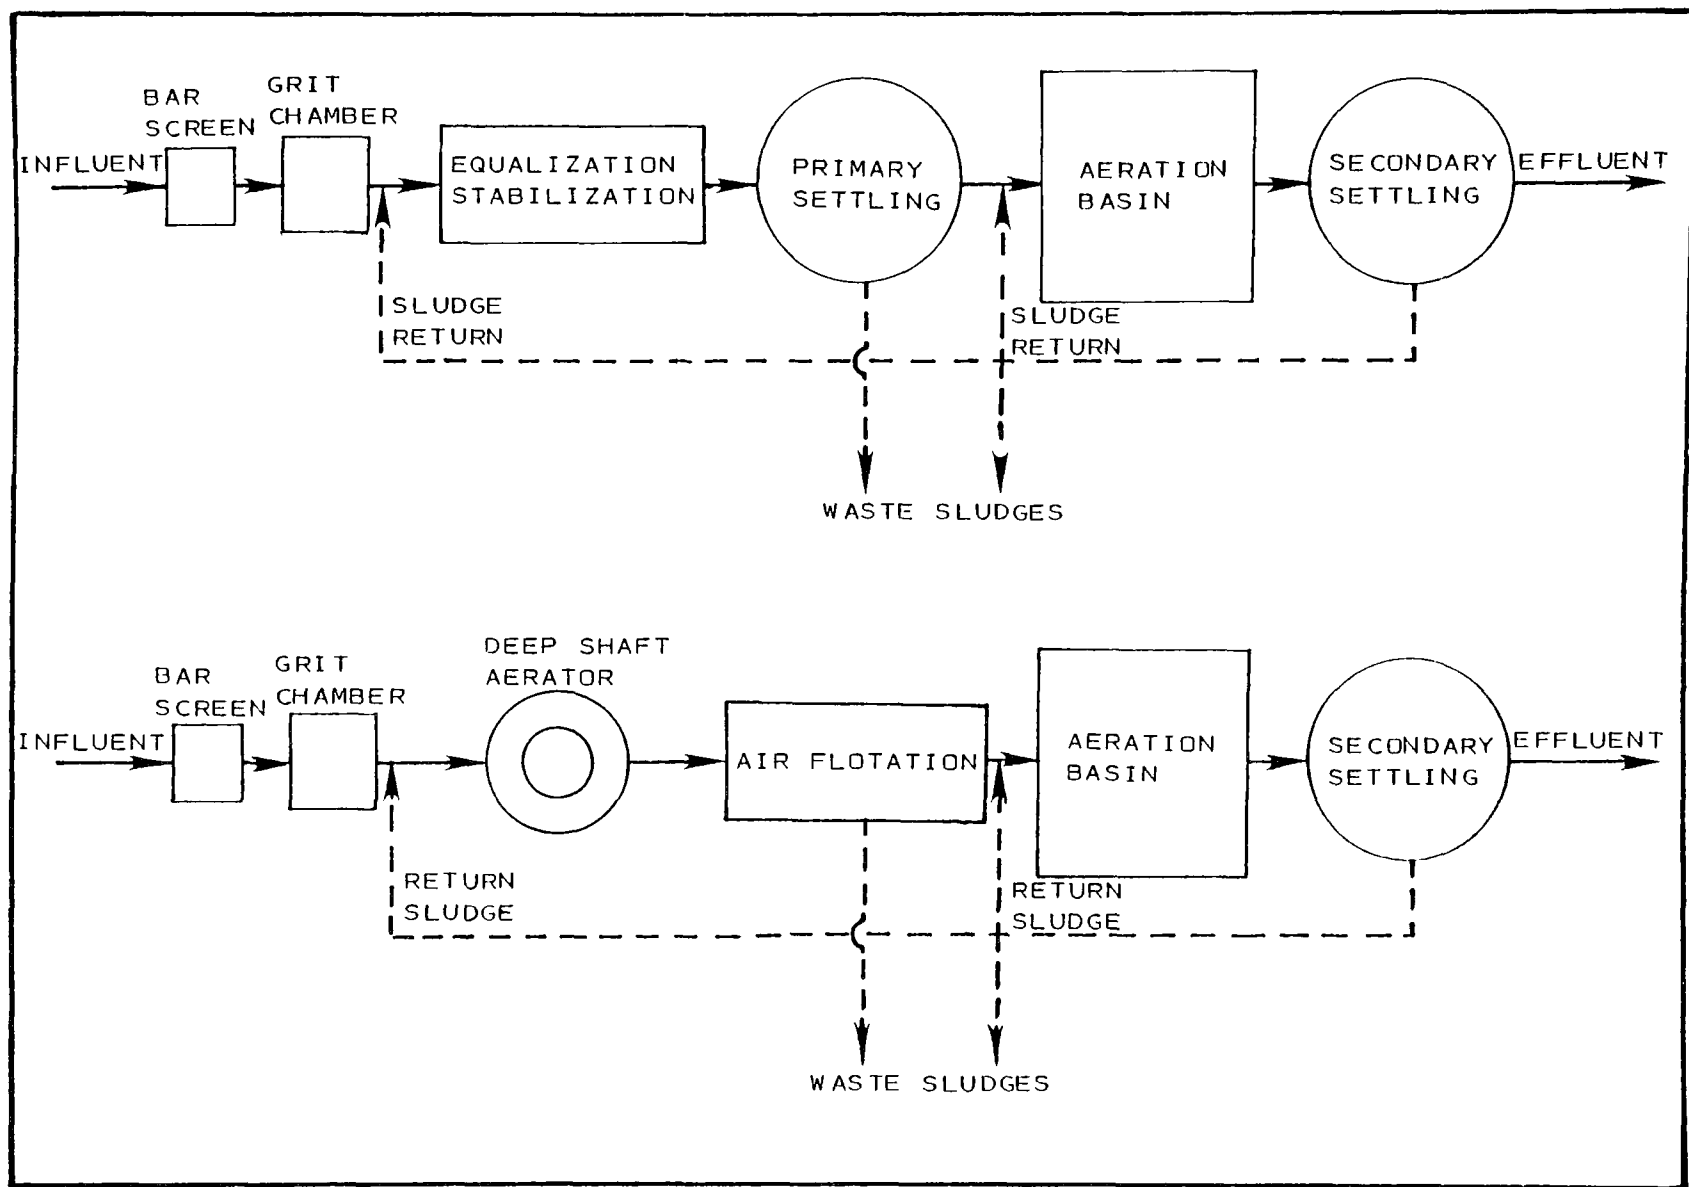 BAR
SCREEN
GRIT
CHAMBER
INFLUENT
EQUALIZATION
STABILIZATION
PRIMARY
SETTLING
AERATION
BASIN
SECONDARY
SETTLING
EFFLUENT
SLUDGE
RETURN
SLUDGE
RETURN
WASTE SLUDGES
DEEP SHAFT
AERATOR
BAR
SCREEN
GRIT
CHAMBER
INFLUENT
AIR FLOTATION
AERATION
BASIN
SECONDARY
SETTLING
EFFLUENT
RETURN
SLUDGE
RETURN
SLUDGE
WASTE SLUDGES